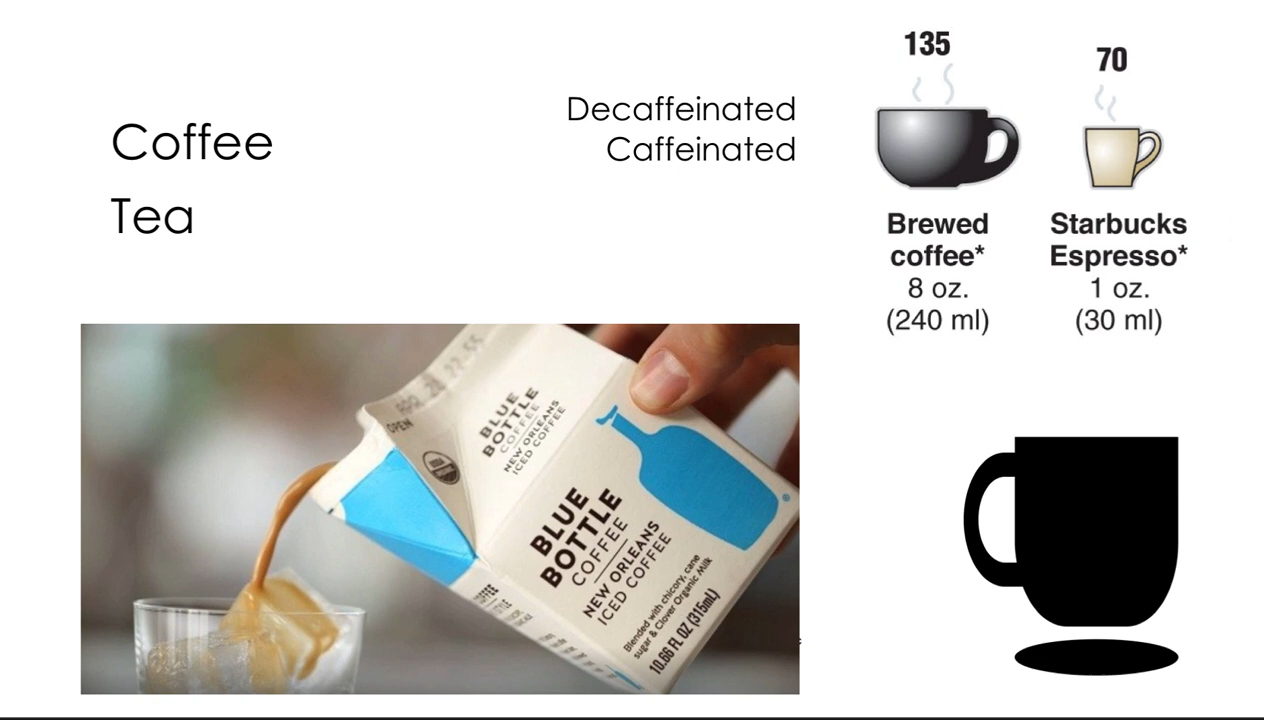 Coffee
Tea
Decaffeinated
Caffeinated
135
70
Brewed
coffee*
8 oz.
(240 ml)
Starbucks
Espresso*
1 oz.
(30 ml)
OPEN
BLUE
BOTTLE
COFFEE
NEW ORLEANS
ICED COFFEE
BLUE
BOTTLE
COFFEE
NEW ORLEANS
ICED COFFEE
Blended with chicory, cane
sugar & Clover Organic Milk
10.66 FL OZ (315mL)